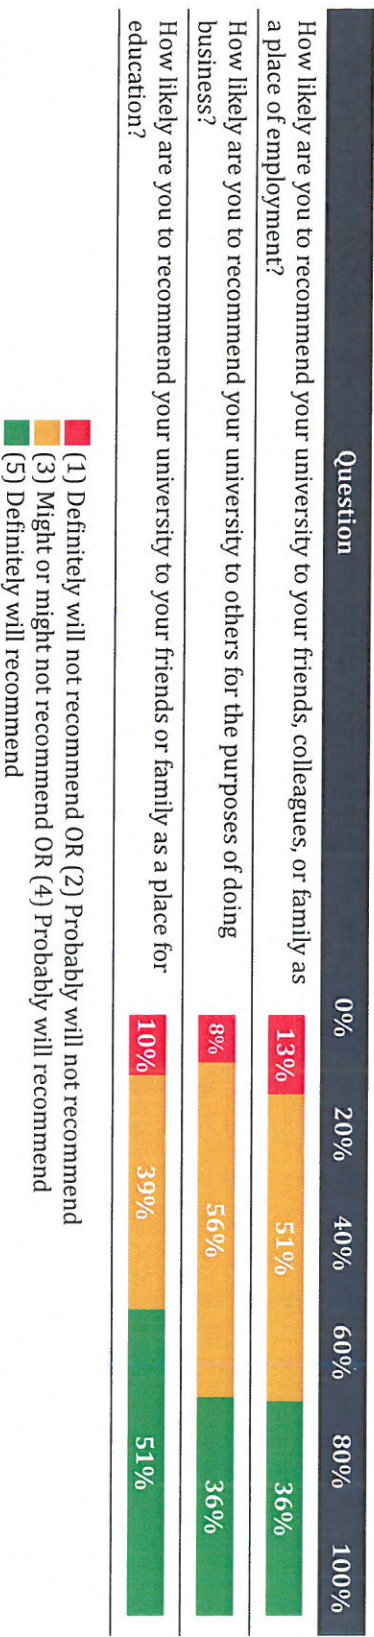 Question 0% 20% 40% 60% 80% 100%
How likely are you to recommend your university to your friends, colleagues, or family as
a place of employment?
13% 51% 36%
How likely are you to recommend your university to others for the purposes of doing
business?
8% 56% 36%
How likely are you to recommend your university to your friends or family as a place for
education?
10% 39% 51%
(1) Definitely will not recommend OR (2) Probably will not recommend
(3) Might or might not recommend OR (4) Probably will recommend
(5) Definitely will recommend